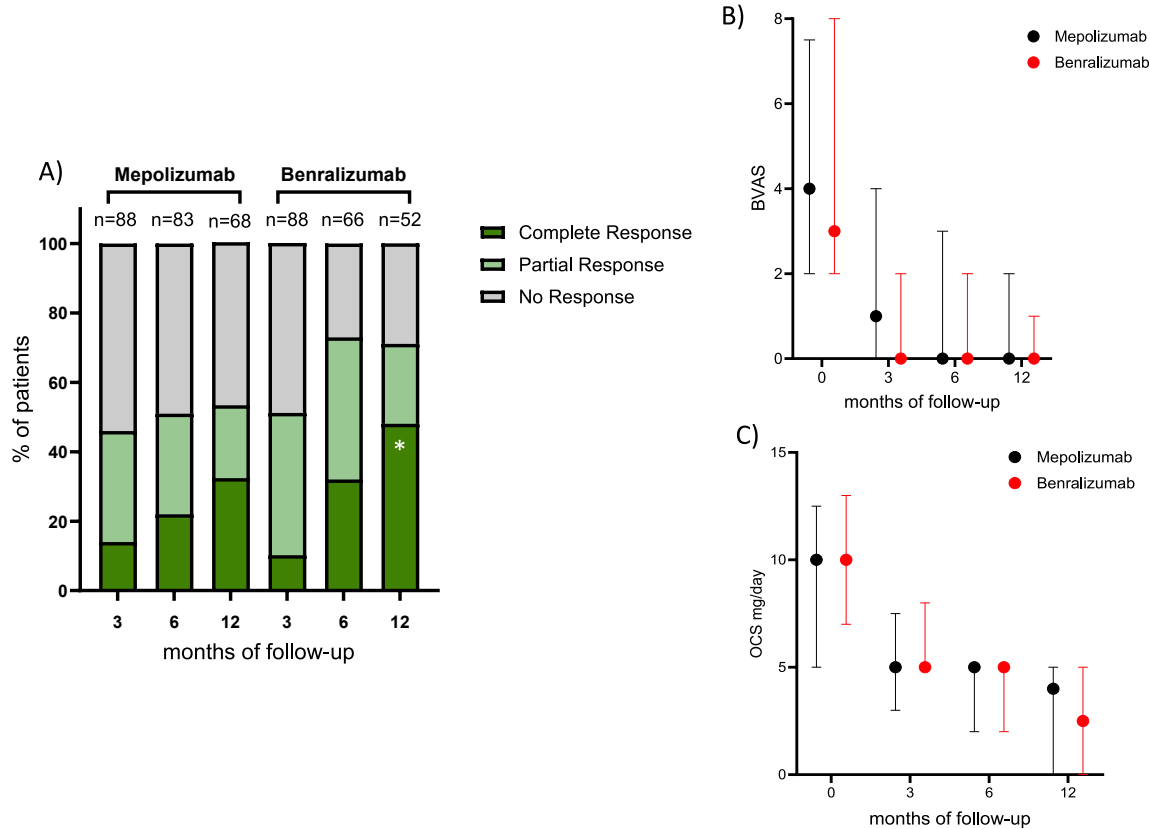 A)
Mepolizumab Benralizumab
n=88 n=83 n=68 n=88 n=66 n=52
100
80
60
40
20
0
% of patients
*
3 6 12 3 6 12
months of follow-up
Complete Response
Partial Response
No Response
B)
8
6
4
2
0
BVAS
Mepolizumab
Benralizumab
0 3 6 12
months of follow-up
C)
15
10
5
0
OCS mg/day
Mepolizumab
Benralizumab
0 3 6 12
months of follow-up